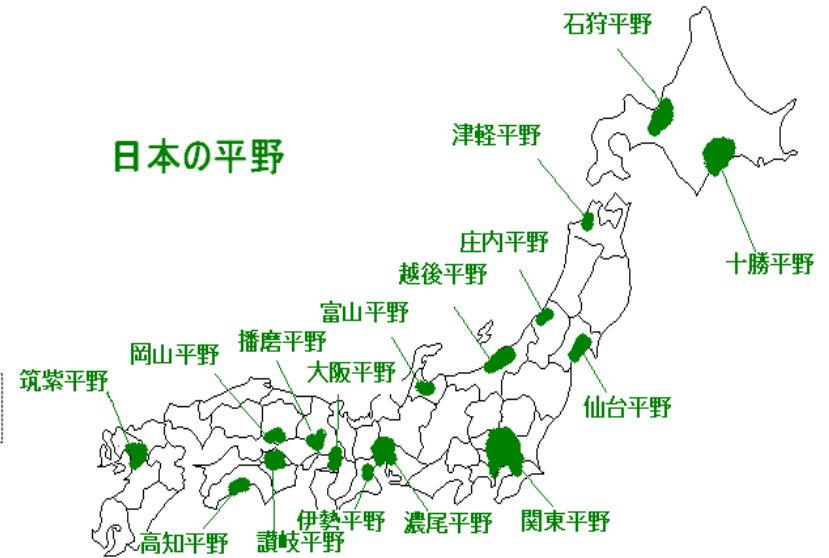 石狩平野
津軽平野
日本の平野
庄内平野
十勝平野
越後平野
富山平野
播磨平野
岡山平野
大阪平野
筑紫平野
仙台平野
伊勢平野
濃尾平野
関東平野
高知平野
讃岐平野